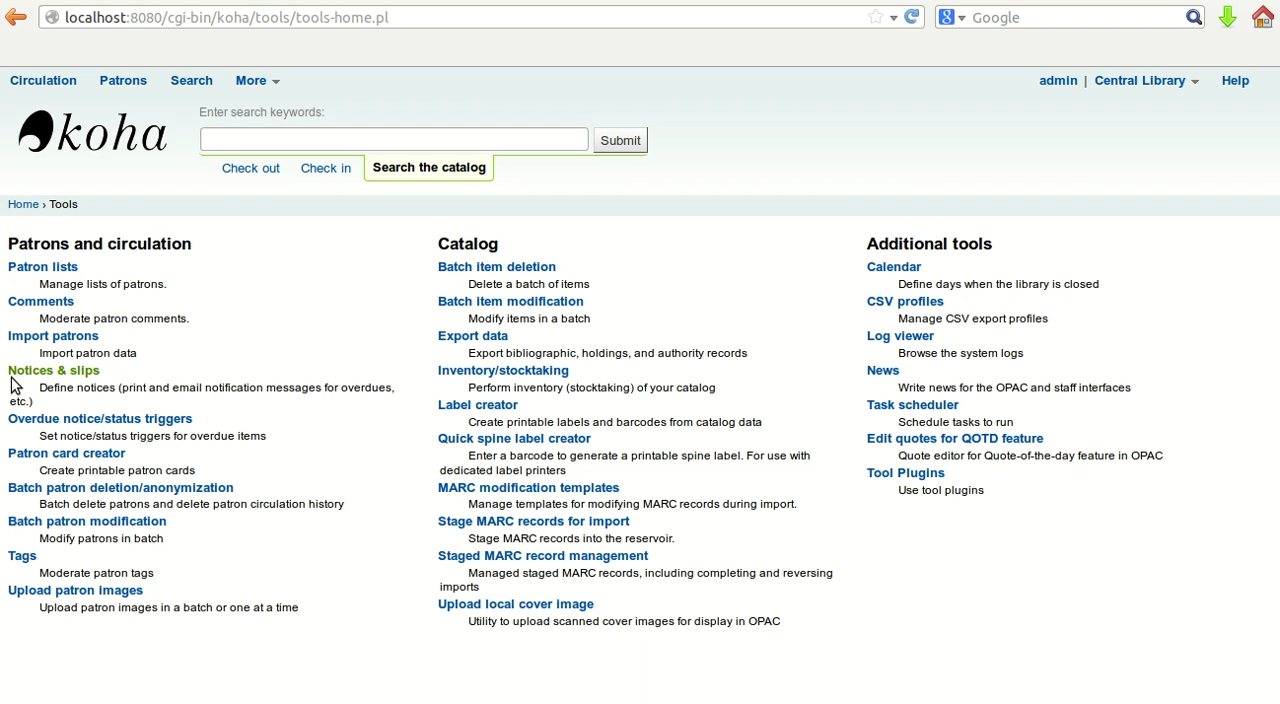 localhost:8080/cgi-bin/koha/tools/tools-home.pl
Google
Circulation Patrons Search More
admin | Central Library Help
koha
Enter search keywords:
Submit
Check out Check in Search the catalog
Home › Tools
Patrons and circulation
Patron lists
Manage lists of patrons.
Comments
Moderate patron comments.
Import patrons
Import patron data
Notices & slips
Define notices (print and email notification messages for overdues,
etc.)
Overdue notice/status triggers
Set notice/status triggers for overdue items
Patron card creator
Create printable patron cards
Batch patron deletion/anonymization
Batch delete patrons and delete patron circulation history
Batch patron modification
Modify patrons in batch
Tags
Moderate patron tags
Upload patron images
Upload patron images in a batch or one at a time
Catalog
Batch item deletion
Delete a batch of items
Batch item modification
Modify items in a batch
Export data
Export bibliographic, holdings, and authority records
Inventory/stocktaking
Perform inventory (stocktaking) of your catalog
Label creator
Create printable labels and barcodes from catalog data
Quick spine label creator
Enter a barcode to generate a printable spine label. For use with
dedicated label printers
MARC modification templates
Manage templates for modifying MARC records during import.
Stage MARC records for import
Stage MARC records into the reservoir.
Staged MARC record management
Managed staged MARC records, including completing and reversing
imports
Upload local cover image
Utility to upload scanned cover images for display in OPAC
Additional tools
Calendar
Define days when the library is closed
CSV profiles
Manage CSV export profiles
Log viewer
Browse the system logs
News
Write news for the OPAC and staff interfaces
Task scheduler
Schedule tasks to run
Edit quotes for QOTD feature
Quote editor for Quote-of-the-day feature in OPAC
Tool Plugins
Use tool plugins